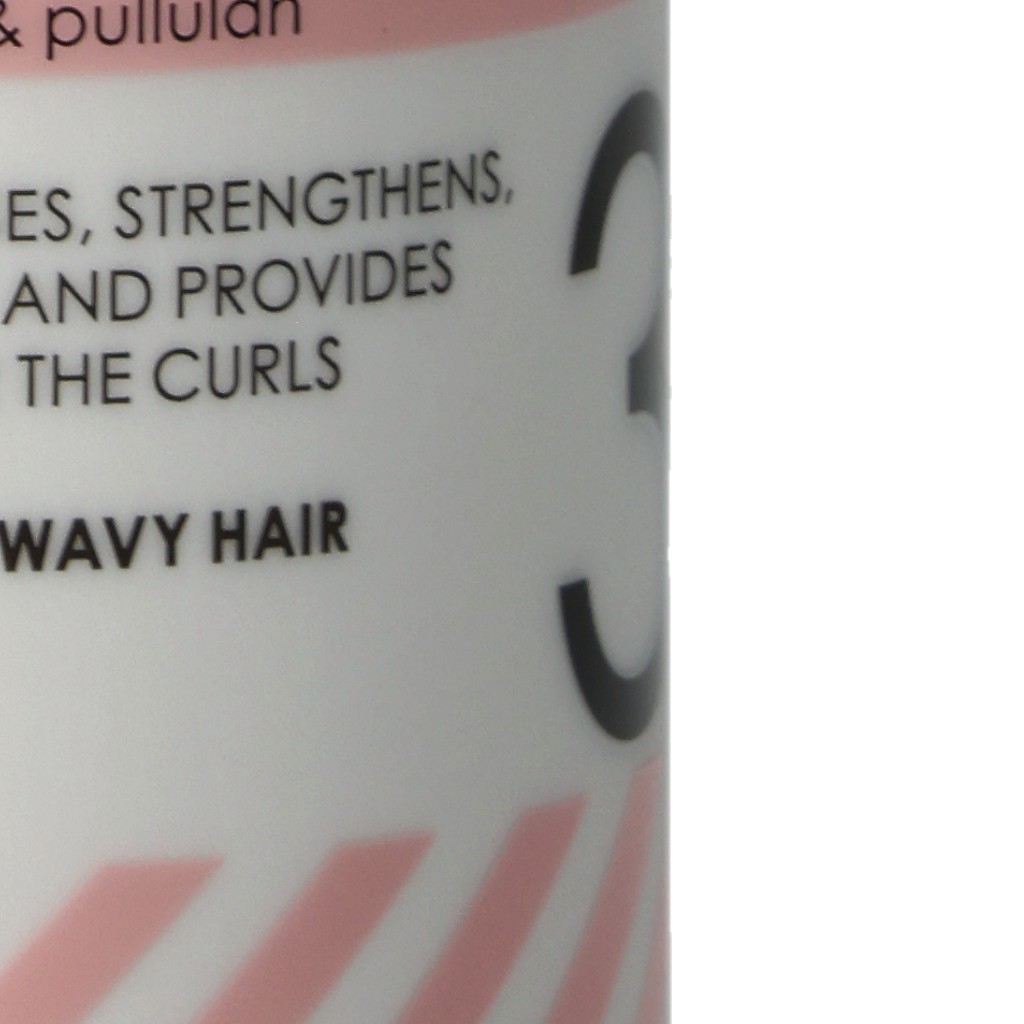 & pullulan
ES, STRENGTHENS,
AND PROVIDES
THE CURLS
WAVY HAIR
3